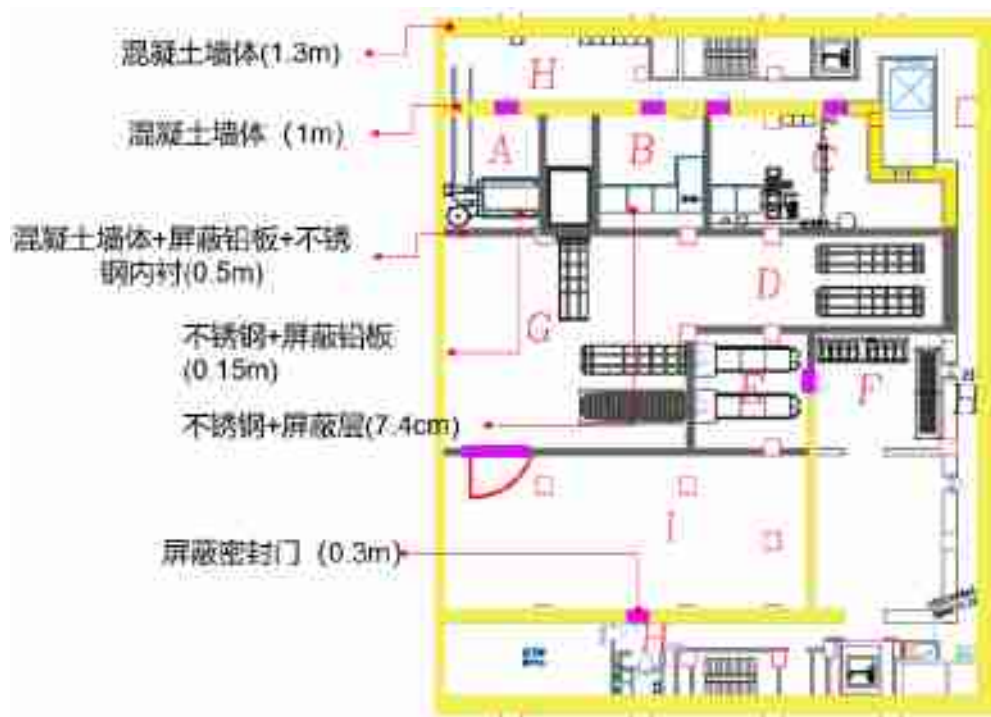 混凝土墙体(1.3m)
H
混凝土墙体 (1m)
A
B
C
混凝土墙体+屏蔽铅板+不锈
钢内衬(0.5m)
D
G
不锈钢+屏蔽铅板
(0.15m)
E
F
不锈钢+屏蔽层(7.4cm)
I
屏蔽密封门 (0.3m)
H